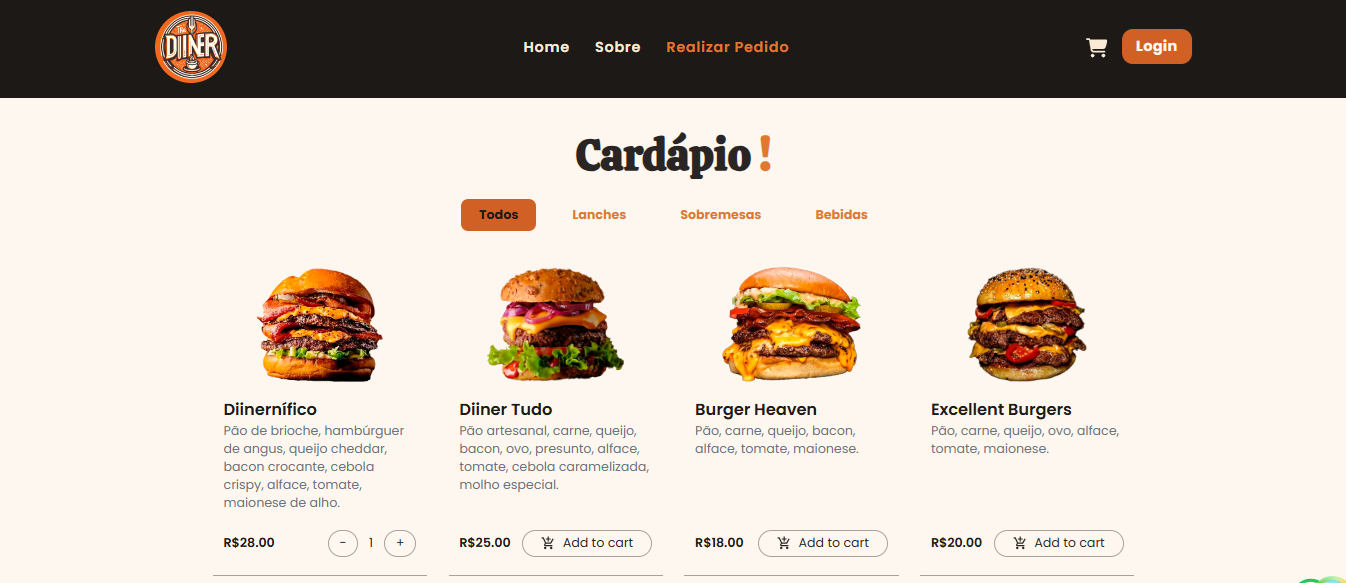 The
DIINER
Home Sobre Realizar Pedido
Login
Cardápio !
Todos Lanches Sobremesas Bebidas
Diinernífico
Pão de brioche, hambúrguer
de angus, queijo cheddar,
bacon crocante, cebola
crispy, alface, tomate,
maionese de alho.
R$28.00 - 1 +
Diiner Tudo
Pão artesanal, carne, queijo,
bacon, ovo, presunto, alface,
tomate, cebola caramelizada,
molho especial.
R$25.00 Add to cart
Burger Heaven
Pão, carne, queijo, bacon,
alface, tomate, maionese.
R$18.00 Add to cart
Excellent Burgers
Pão, carne, queijo, ovo, alface,
tomate, maionese.
R$20.00 Add to cart